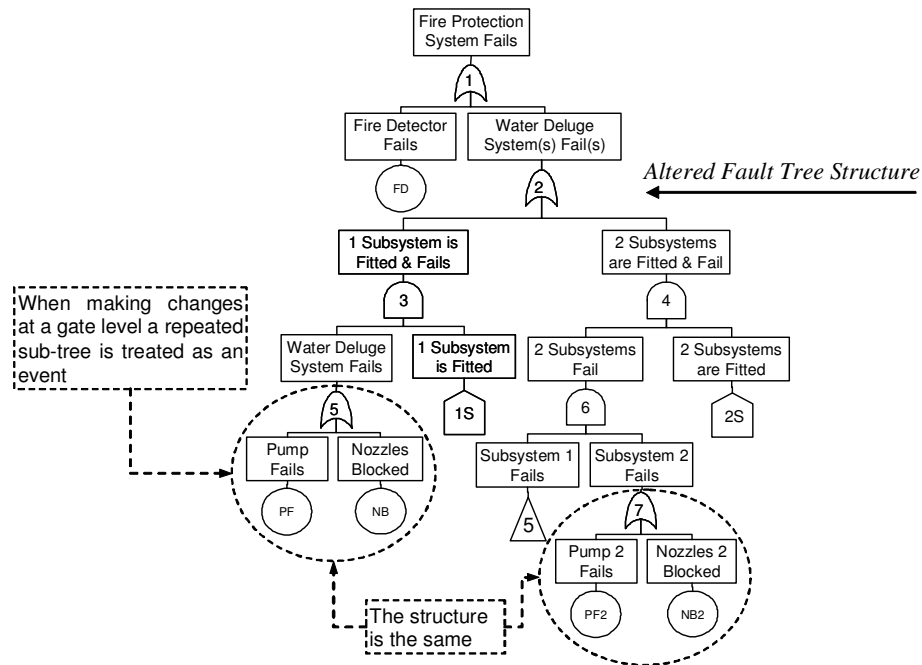 Fire Protection
System Fails
1
Fire Detector
Fails
Water Deluge
System(s) Fail(s)
FD
2
Altered Fault Tree Structure
1 Subsystem is
Fitted & Fails
2 Subsystems
are Fitted & Fail
3
4
When making changes
at a gate level a repeated
sub-tree is treated as an
event
Water Deluge
System Fails
1 Subsystem
is Fitted
2 Subsystems
Fail
2 Subsystems
are Fitted
5
1S
6
2S
Pump
Fails
Nozzles
Blocked
Subsystem 1
Fails
Subsystem 2
Fails
PF
NB
5
7
Pump 2
Fails
Nozzles 2
Blocked
PF2
NB2
The structure
is the same